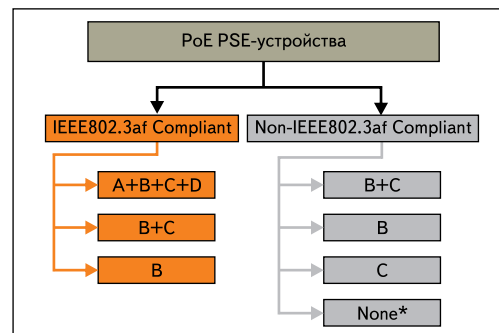 PoE PSE-устройства
IEEE802.3af Compliant
Non-IEEE802.3af Compliant
A+B+C+D
B+C
B
B+C
B
C
None*